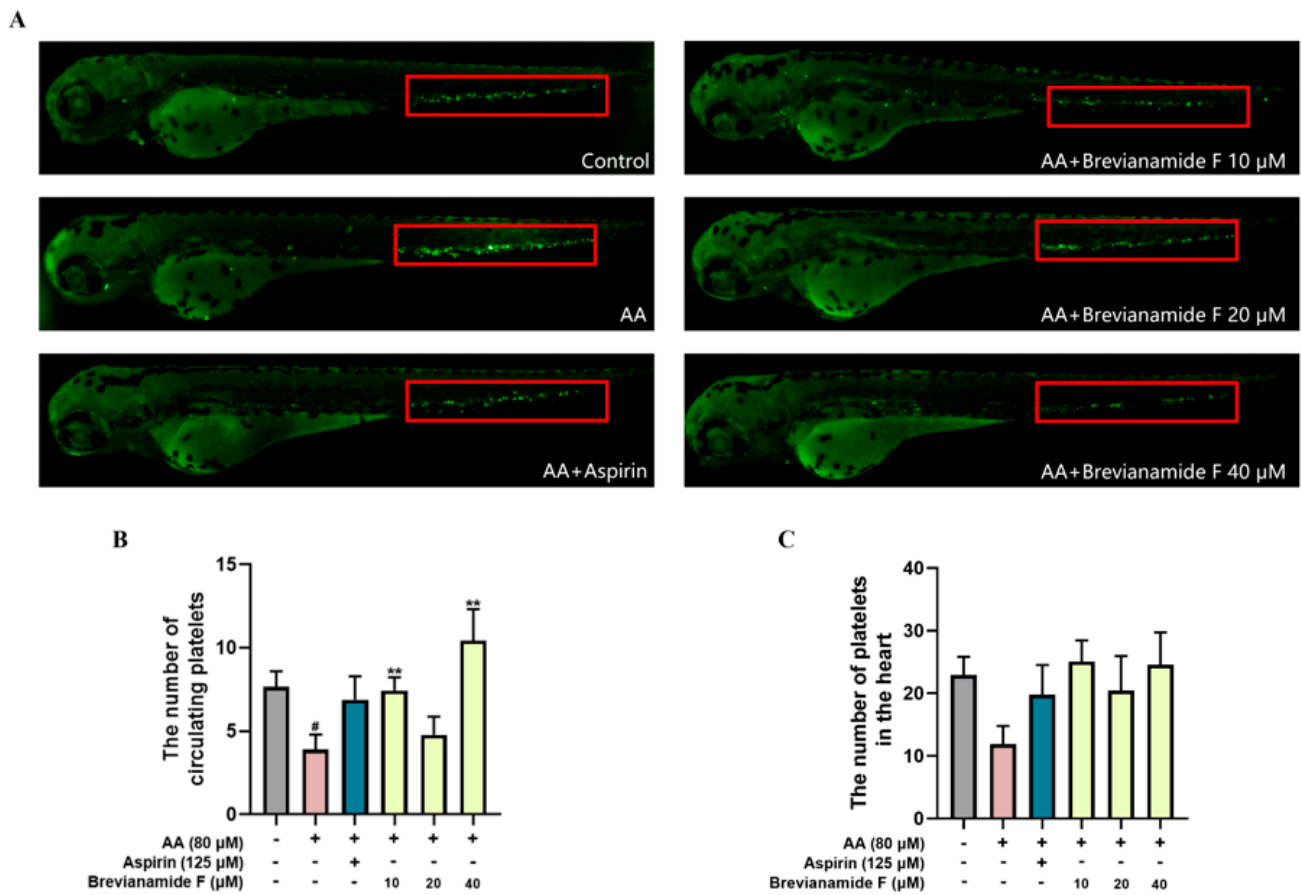 A
Control
AA+Brevianamide F 10 μM
AA
AA+Brevianamide F 20 μM
AA+Aspirin
AA+Brevianamide F 40 μM
B
The number of
circulating platelets
15
10
5
0
#
**
**
AA (80 μM) - + + + + +
Aspirin (125 μM) - - + - - -
Brevianamide F (μM) - - - 10 20 40
C
The number of platelets
in the heart
40
30
20
10
0
AA (80 μM) - + + + + +
Aspirin (125 μM) - - + - - -
Brevianamide F (μM) - - - 10 20 40